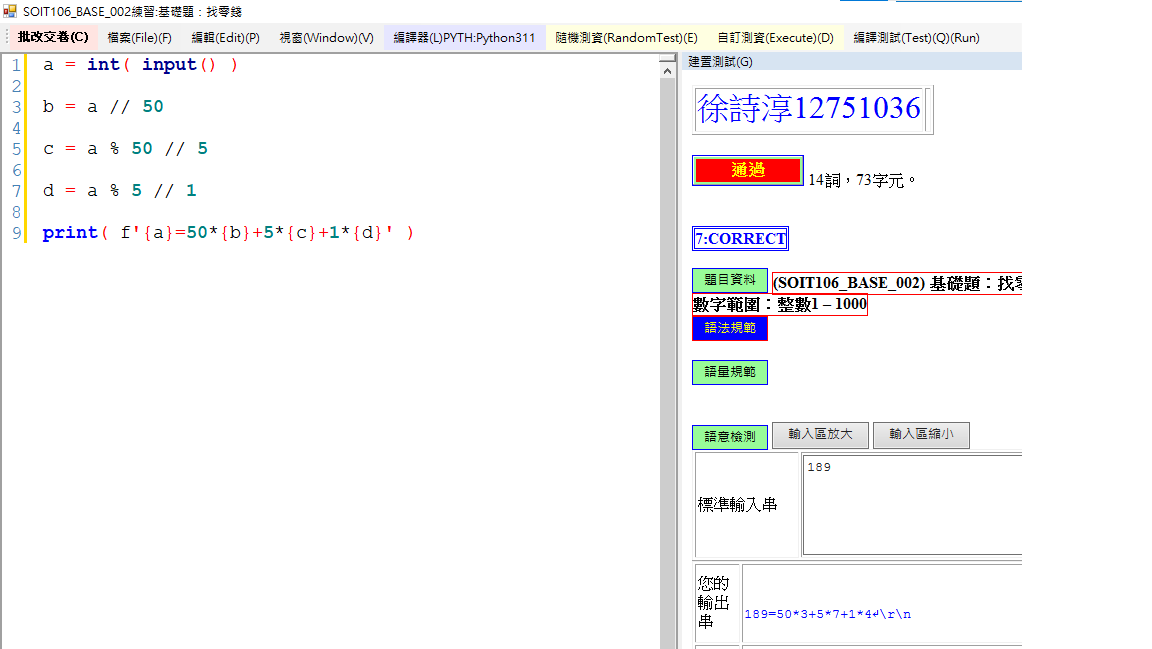 SOIT106_BASE_002練習:基礎題：找零錢
批改交卷(C) 檔案(File)(F) 編輯(Edit)(P) 視窗(Window)(V) 編譯器(L)PYTH:Python311 隨機測資(RandomTest)(E) 自訂測資(Execute)(D) 編譯測試(Test)(Q)(Run)
1 a = int( input() )
2
3 b = a // 50
4
5 c = a % 50 // 5
6
7 d = a % 5 // 1
8
9 print( f'{a}=50*{b}+5*{c}+1*{d}' )
建置測試(G)
徐詩淳12751036
通過 14詞，73字元。
7:CORRECT
題目資料 (SOIT106_BASE_002) 基礎題：找零
數字範圍：整數1 – 1000
語法規範
語量規範
語意檢測 輸入區放大 輸入區縮小
標準輸入串 189
您的
輸出
串
189=50*3+5*7+1*4↵\r\n